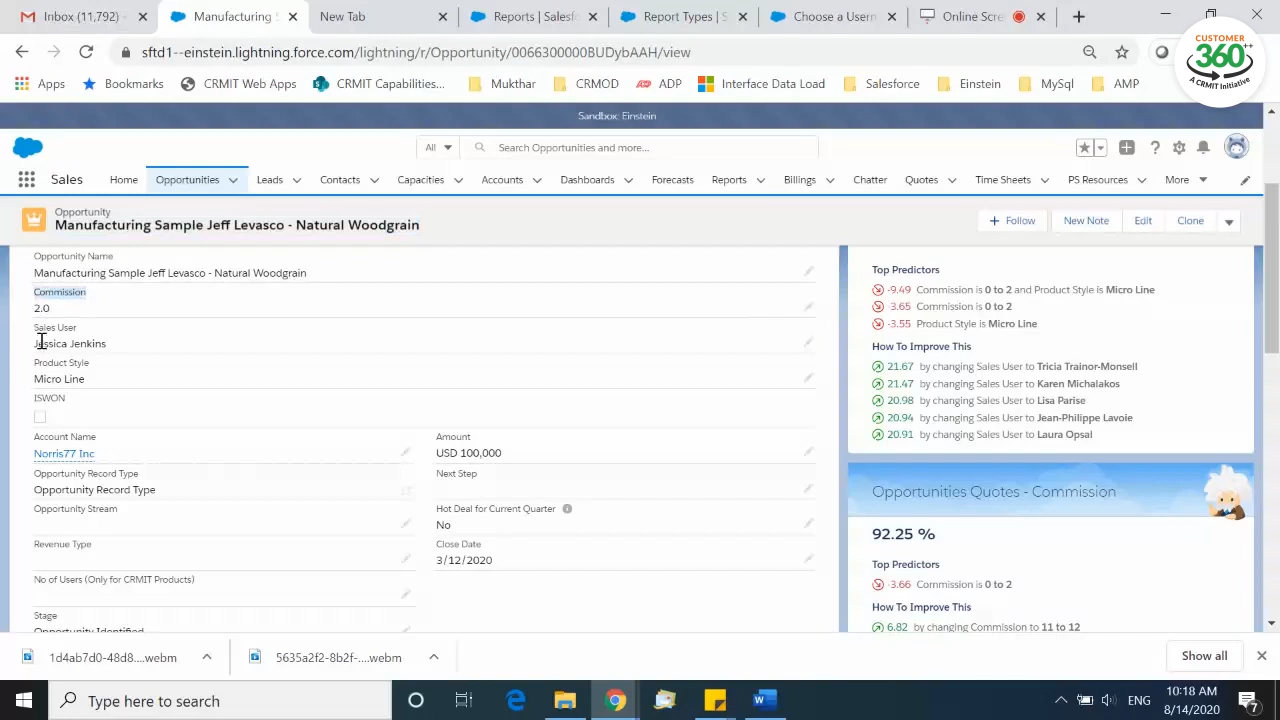 Inbox (11,792) -
Manufacturing S
New Tab
Reports | Salesf
Report Types | S
Choose a User n
Online Scre
sftd1--einstein.lightning.force.com/lightning/r/Opportunity/0066300000BUDybAAH/view
CUSTOMER
360++
A CRMIT Initiative
Apps
Bookmarks
CRMIT Web Apps
CRMIT Capabilities...
Mukthar
CRMOD
ADP
Interface Data Load
Salesforce
Einstein
MySql
AMP
Sandbox: Einstein
All
Search Opportunities and more...
Sales
Home
Opportunities
Leads
Contacts
Capacities
Accounts
Dashboards
Forecasts
Reports
Billings
Chatter
Quotes
Time Sheets
PS Resources
More
Opportunity
Manufacturing Sample Jeff Levasco - Natural Woodgrain
Follow
New Note
Edit
Clone
Opportunity Name
Manufacturing Sample Jeff Levasco - Natural Woodgrain
Commission
2.0
Sales User
Jessica Jenkins
Product Style
Micro Line
ISWON
Account Name
Norris77 Inc
Amount
USD 100,000
Opportunity Record Type
Opportunity Record Type
Next Step
Opportunity Stream
Hot Deal for Current Quarter
No
Revenue Type
Close Date
3/12/2020
No of Users (Only for CRMIT Products)
Stage
Opportunity Identified
Top Predictors
-9.49 Commission is 0 to 2 and Product Style is Micro Line
-3.65 Commission is 0 to 2
-3.55 Product Style is Micro Line
How To Improve This
21.67 by changing Sales User to Tricia Trainor-Monsell
21.47 by changing Sales User to Karen Michalakos
20.98 by changing Sales User to Lisa Parise
20.94 by changing Sales User to Jean-Philippe Lavoie
20.91 by changing Sales User to Laura Opsal
Opportunities Quotes - Commission
92.25 %
Top Predictors
-3.66 Commission is 0 to 2
How To Improve This
6.82 by changing Commission to 11 to 12
1d4ab7d0-48d8....webm
5635a2f2-8b2f-....webm
Show all
Type here to search
ENG
10:18 AM
8/14/2020
7